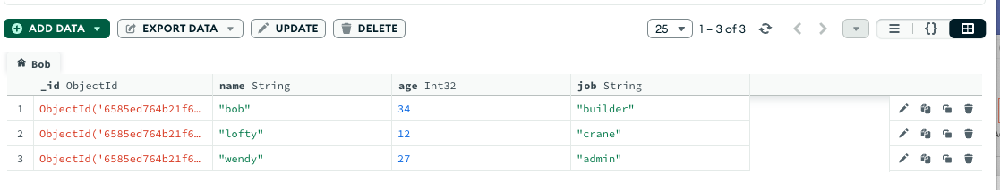 ADD DATA EXPORT DATA UPDATE DELETE 25 1 – 3 of 3 {}
Bob
_id ObjectId name String age Int32 job String
1 ObjectId('6585ed764b21f6… "bob" 34 "builder"
2 ObjectId('6585ed764b21f6… "lofty" 12 "crane"
3 ObjectId('6585ed764b21f6… "wendy" 27 "admin"